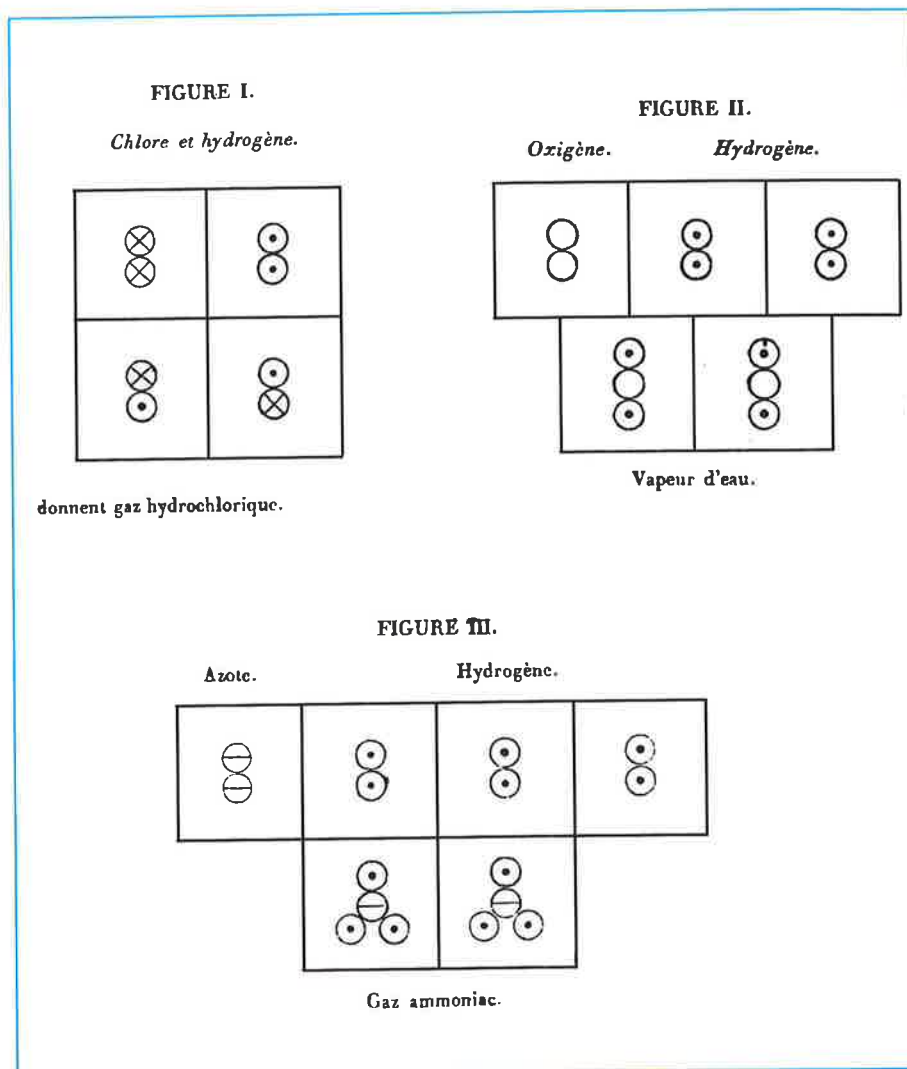 FIGURE I.
Chlore et hydrogène.
donnent gaz hydrochlorique.
FIGURE II.
Oxigène. Hydrogène.
Vapeur d'eau.
FIGURE III.
Azote. Hydrogène.
Gaz ammoniac.